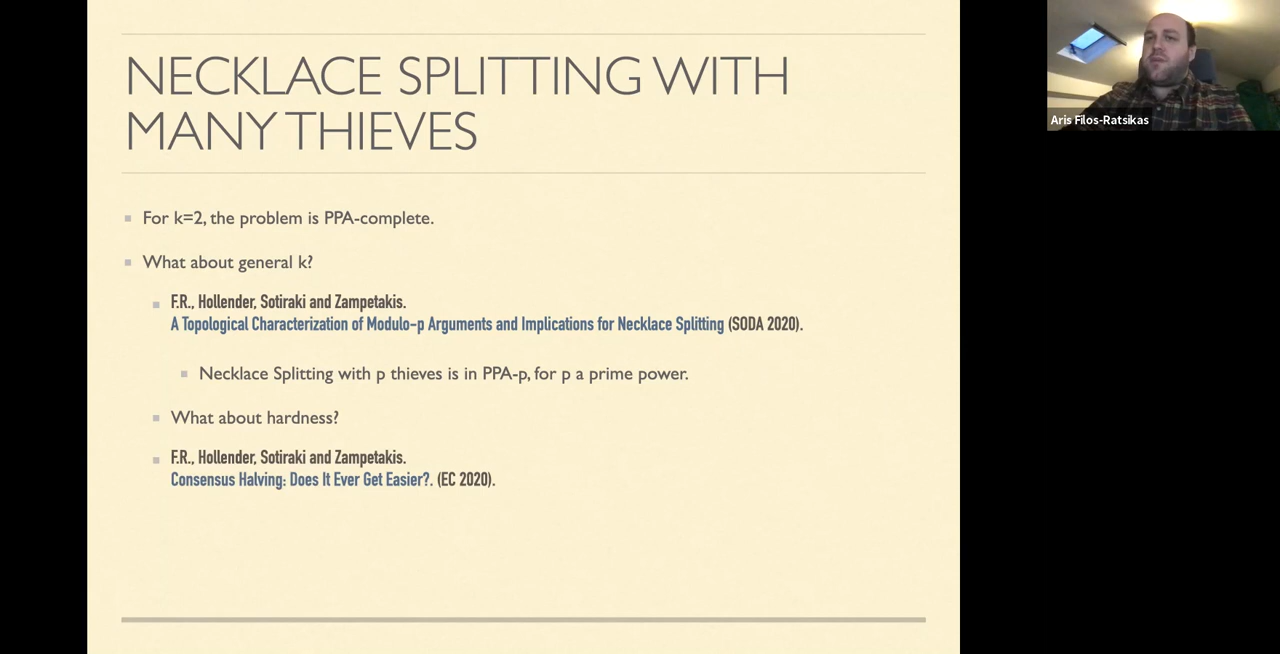 NECKLACE SPLITTING WITH
MANY THIEVES
For k=2, the problem is PPA-complete.
What about general k?
F.R., Hollender, Sotiraki and Zampetakis.
A Topological Characterization of Modulo-p Arguments and Implications for Necklace Splitting (SODA 2020).
Necklace Splitting with p thieves is in PPA-p, for p a prime power.
What about hardness?
F.R., Hollender, Sotiraki and Zampetakis.
Consensus Halving: Does It Ever Get Easier?. (EC 2020).
Aris Filos-Ratsikas